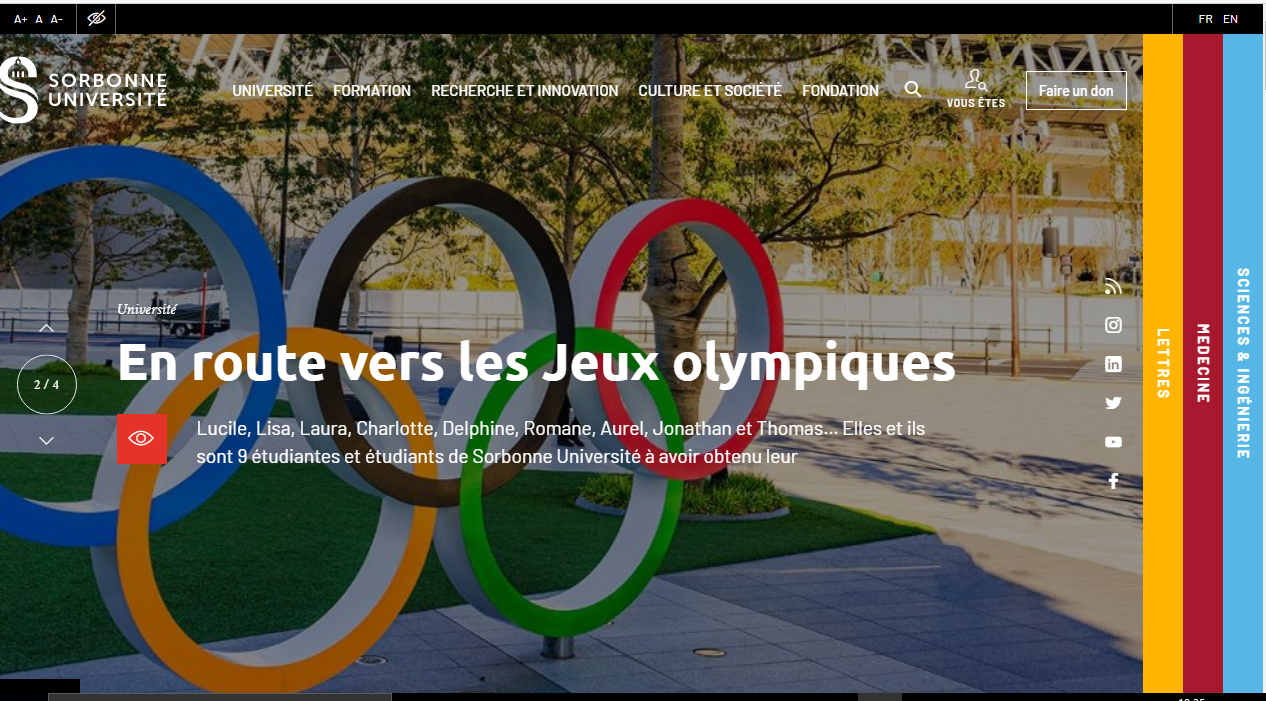 A+ A A-
FR EN
SORBONNE
UNIVERSITÉ
UNIVERSITÉ FORMATION RECHERCHE ET INNOVATION CULTURE ET SOCIÉTÉ FONDATION
VOUS ÊTES
Faire un don
Université
En route vers les Jeux olympiques
2 / 4
Lucile, Lisa, Laura, Charlotte, Delphine, Romane, Aurel, Jonathan et Thomas... Elles et ils
sont 9 étudiantes et étudiants de Sorbonne Université à avoir obtenu leur
LETTRES
MEDECINE
SCIENCES & INGÉNIERIE